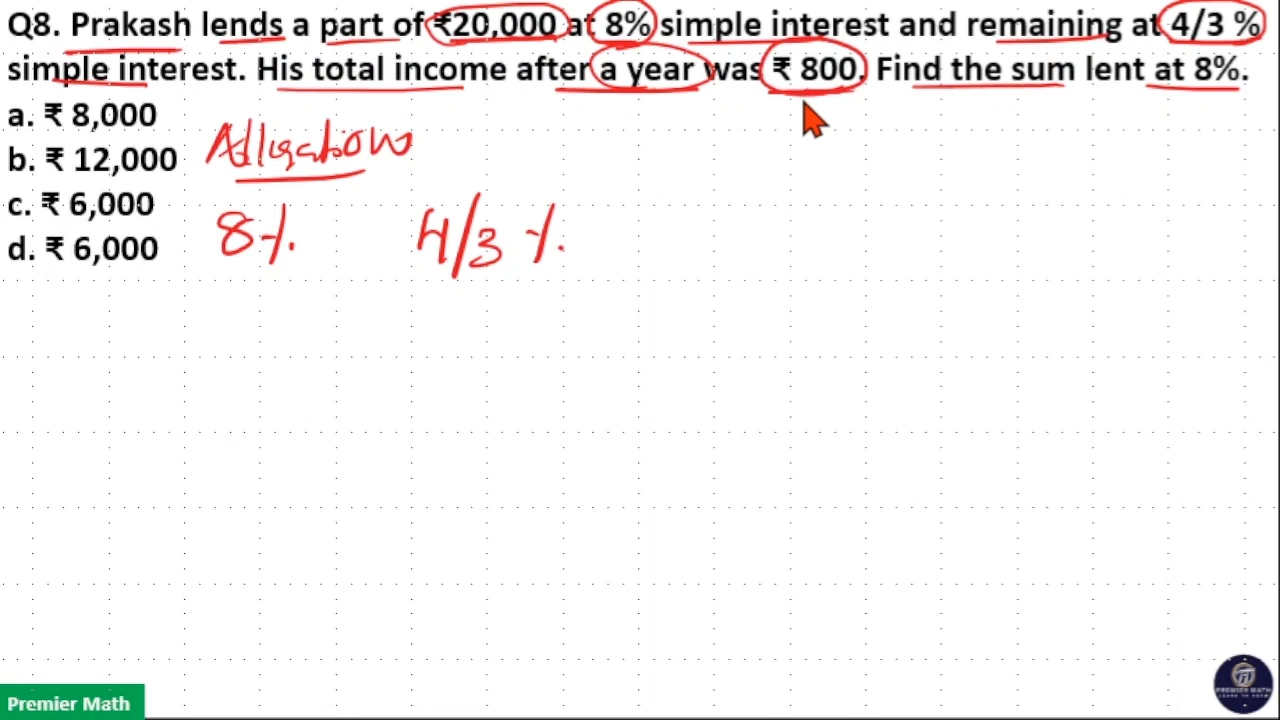 Q8. Prakash lends a part of ₹20,000 at 8% simple interest and remaining at 4/3 %
simple interest. His total income after a year was ₹ 800. Find the sum lent at 8%.
a. ₹ 8,000
b. ₹ 12,000
c. ₹ 6,000
d. ₹ 6,000
Alligations
8% 4/3 %
Premier Math
PREMIER MATH